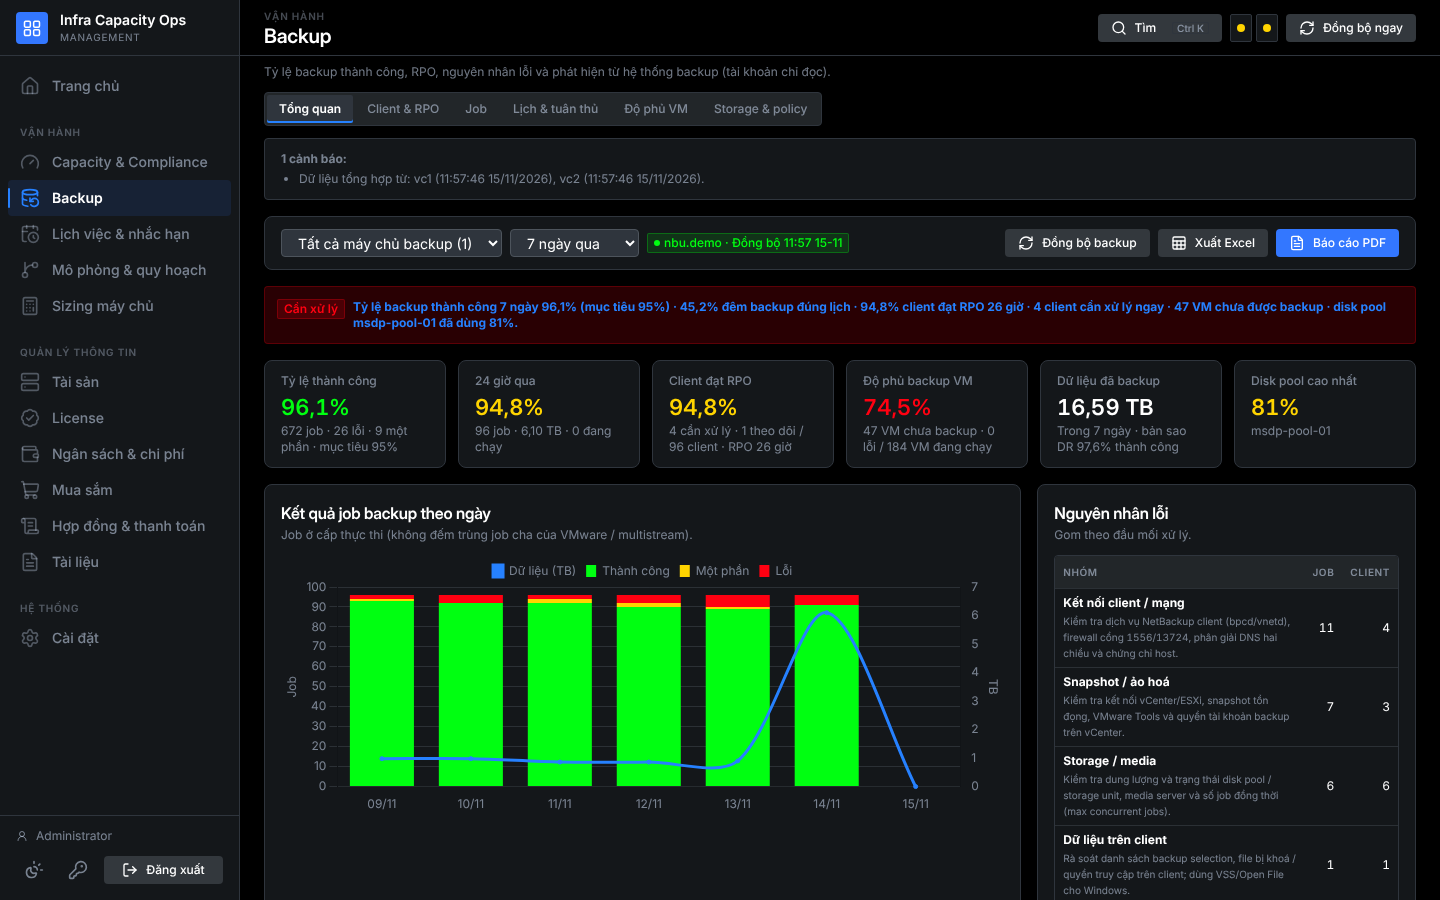 Infra Capacity Ops
MANAGEMENT
Trang chủ
VẬN HÀNH
Capacity & Compliance
Backup
Lịch việc & nhắc hạn
Mô phỏng & quy hoạch
Sizing máy chủ
QUẢN LÝ THÔNG TIN
Tài sản
License
Ngân sách & chi phí
Mua sắm
Hợp đồng & thanh toán
Tài liệu
HỆ THỐNG
Cài đặt
Administrator
Đăng xuất
VẬN HÀNH
Backup
Tìm Ctrl K
Đồng bộ ngay
Tỷ lệ backup thành công, RPO, nguyên nhân lỗi và phát hiện từ hệ thống backup (tài khoản chỉ đọc).
Tổng quan Client & RPO Job Lịch & tuân thủ Độ phủ VM Storage & policy
1 cảnh báo:
• Dữ liệu tổng hợp từ: vc1 (11:57:46 15/11/2026), vc2 (11:57:46 15/11/2026).
Tất cả máy chủ backup (1) 7 ngày qua nbu.demo · Đồng bộ 11:57 15-11 Đồng bộ backup Xuất Excel Báo cáo PDF
Cần xử lý
Tỷ lệ backup thành công 7 ngày 96,1% (mục tiêu 95%) · 45,2% đêm backup đúng lịch · 94,8% client đạt RPO 26 giờ · 4 client cần xử lý ngay · 47 VM chưa được backup · disk pool
msdp-pool-01 đã dùng 81%.
Tỷ lệ thành công
96,1%
672 job · 26 lỗi · 9 một
phần · mục tiêu 95%
24 giờ qua
94,8%
96 job · 6,10 TB · 0 đang
chạy
Client đạt RPO
94,8%
4 cần xử lý · 1 theo dõi /
96 client · RPO 26 giờ
Độ phủ backup VM
74,5%
47 VM chưa backup · 0
lỗi / 184 VM đang chạy
Dữ liệu đã backup
16,59 TB
Trong 7 ngày · bản sao
DR 97,6% thành công
Disk pool cao nhất
81%
msdp-pool-01
Kết quả job backup theo ngày
Job ở cấp thực thi (không đếm trùng job cha của VMware / multistream).
Dữ liệu (TB) Thành công Một phần Lỗi
100
90
80
70
60
50
40
30
20
10
0
Job
7
6
5
4
3
2
1
0
TB
09/11 10/11 11/11 12/11 13/11 14/11 15/11
Nguyên nhân lỗi
Gom theo đầu mối xử lý.
NHÓM JOB CLIENT
Kết nối client / mạng
Kiểm tra dịch vụ NetBackup client (bpcd/vnetd),
firewall cổng 1556/13724, phân giải DNS hai
chiều và chứng chỉ host.
11 4
Snapshot / ảo hoá
Kiểm tra kết nối vCenter/ESXi, snapshot tồn
đọng, VMware Tools và quyền tài khoản backup
trên vCenter.
7 3
Storage / media
Kiểm tra dung lượng và trạng thái disk pool /
storage unit, media server và số job đồng thời
(max concurrent jobs).
6 6
Dữ liệu trên client
Rà soát danh sách backup selection, file bị khoá /
quyền truy cập trên client; dùng VSS/Open File
cho Windows.
1 1